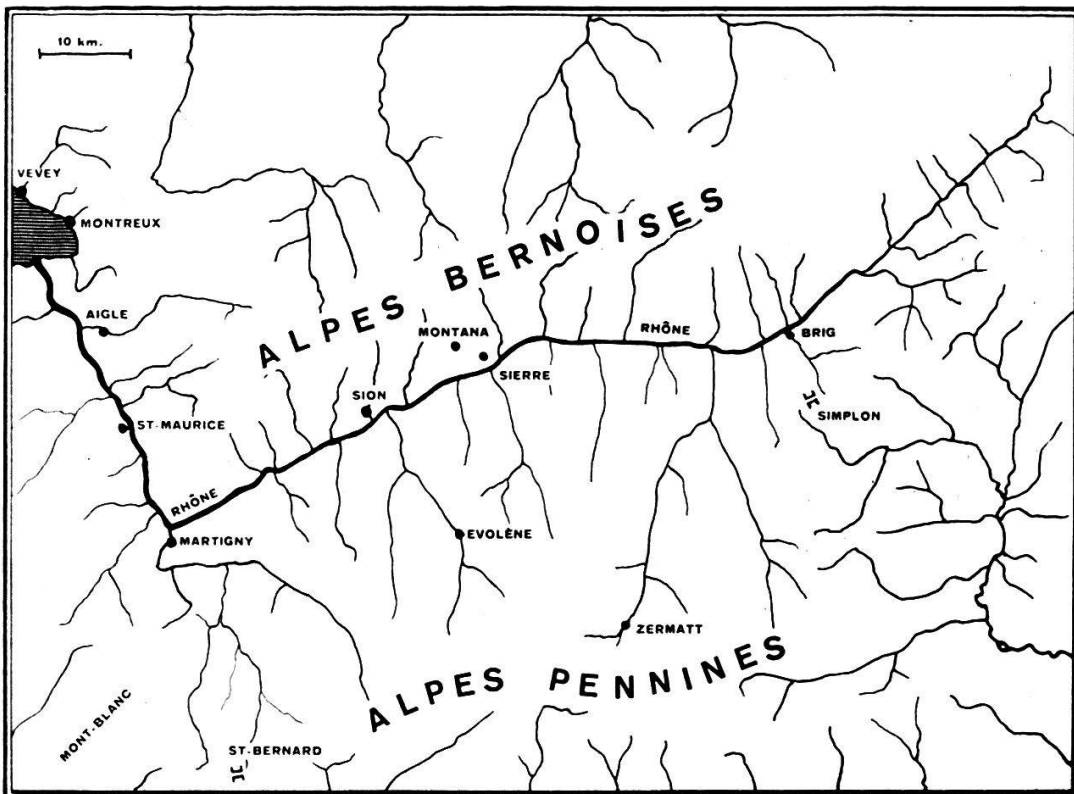 10 km.
VEVEY
MONTREUX
ALPES BERNOISES
AIGLE
MONTANA
RHÔNE
BRIG
SIERRE
SION
SIMPLON
ST-MAURICE
RHÔNE
MARTIGNY
EVOLÈNE
ZERMATT
ALPES PENNINES
MONT-BLANC
ST-BERNARD